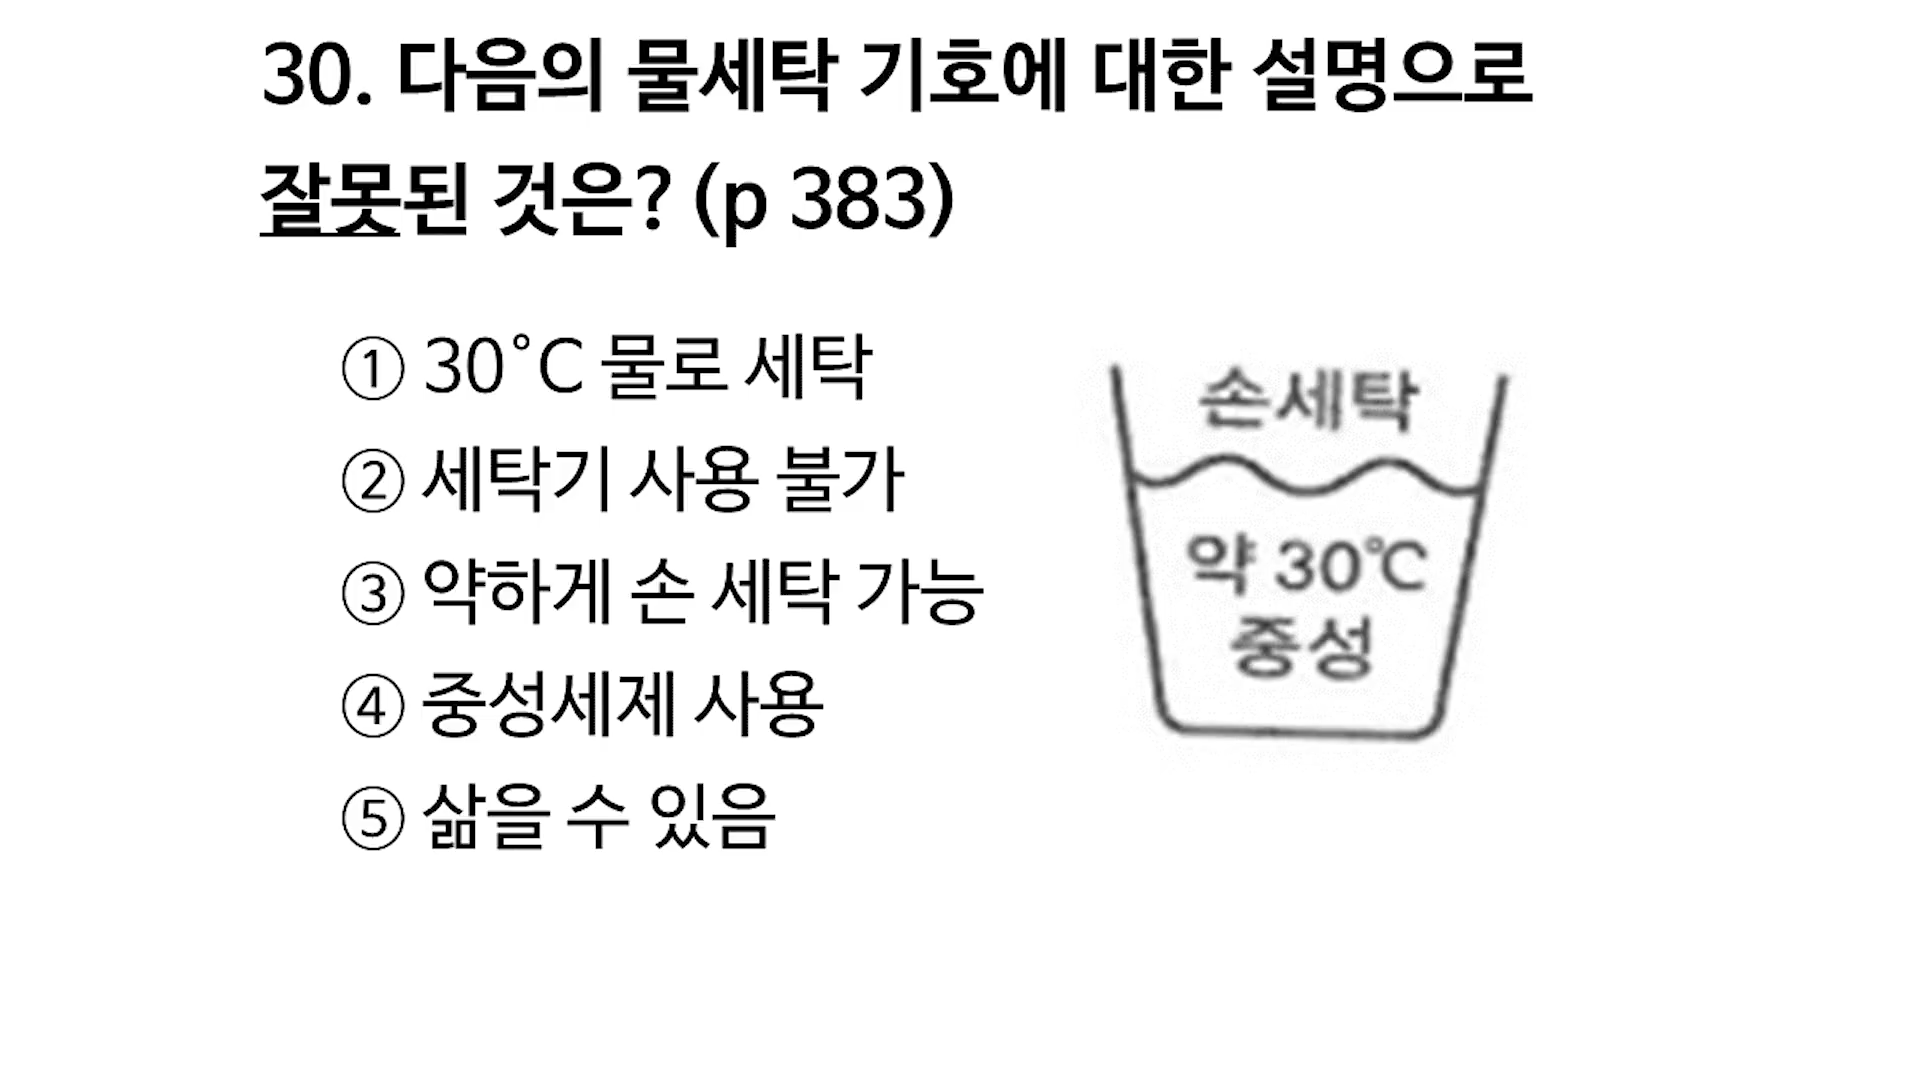 30. 다음의 물세탁 기호에 대한 설명으로
잘못된 것은? (p 383)
① 30˚C 물로 세탁
② 세탁기 사용 불가
③ 약하게 손 세탁 가능
④ 중성세제 사용
⑤ 삶을 수 있음
손세탁
약 30℃
중성